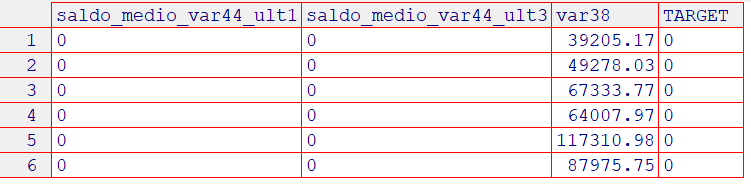 saldo_medio_var44_ult1 saldo_medio_var44_ult3 var38 TARGET
1 0 0 39205.17 0
2 0 0 49278.03 0
3 0 0 67333.77 0
4 0 0 64007.97 0
5 0 0 117310.98 0
6 0 0 87975.75 0